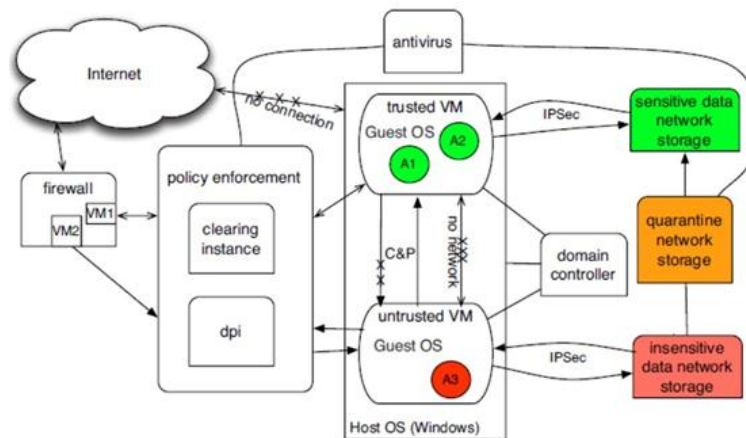 antivirus
Internet
no connection
trusted VM
Guest OS
A2
A1
IPSec
sensitive data
network
storage
firewall
VM1
VM2
policy enforcement
clearing
instance
dpi
C&P
no network
domain
controller
quarantine
network
storage
untrusted VM
Guest OS
A3
IPSec
insensitive
data network
storage
Host OS (Windows)